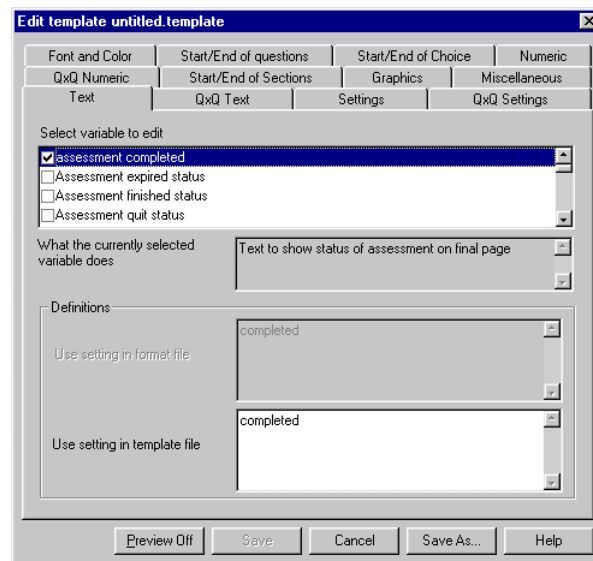 Edit template untitled.template
Font and Color Start/End of questions Start/End of Choice Numeric
QxQ Numeric Start/End of Sections Graphics Miscellaneous
Text QxQ Text Settings QxQ Settings
Select variable to edit
assessment completed
Assessment expired status
Assessment finished status
Assessment quit status
What the currently selected
variable does
Text to show status of assessment on final page
Definitions
completed
Use setting in format file
completed
Use setting in template file
Preview Off Save Cancel Save As... Help